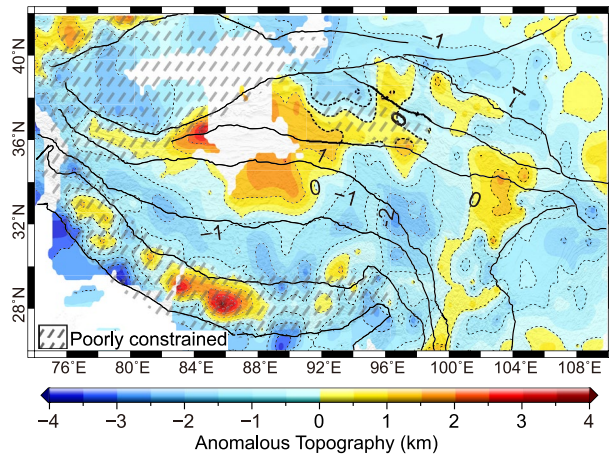 40°N
36°N
32°N
28°N
−1
−1
0
1
0
−1
−2
0
−1
Poorly constrained
76°E 80°E 84°E 88°E 92°E 96°E 100°E 104°E 108°E
−4 −3 −2 −1 0 1 2 3 4
Anomalous Topography (km)